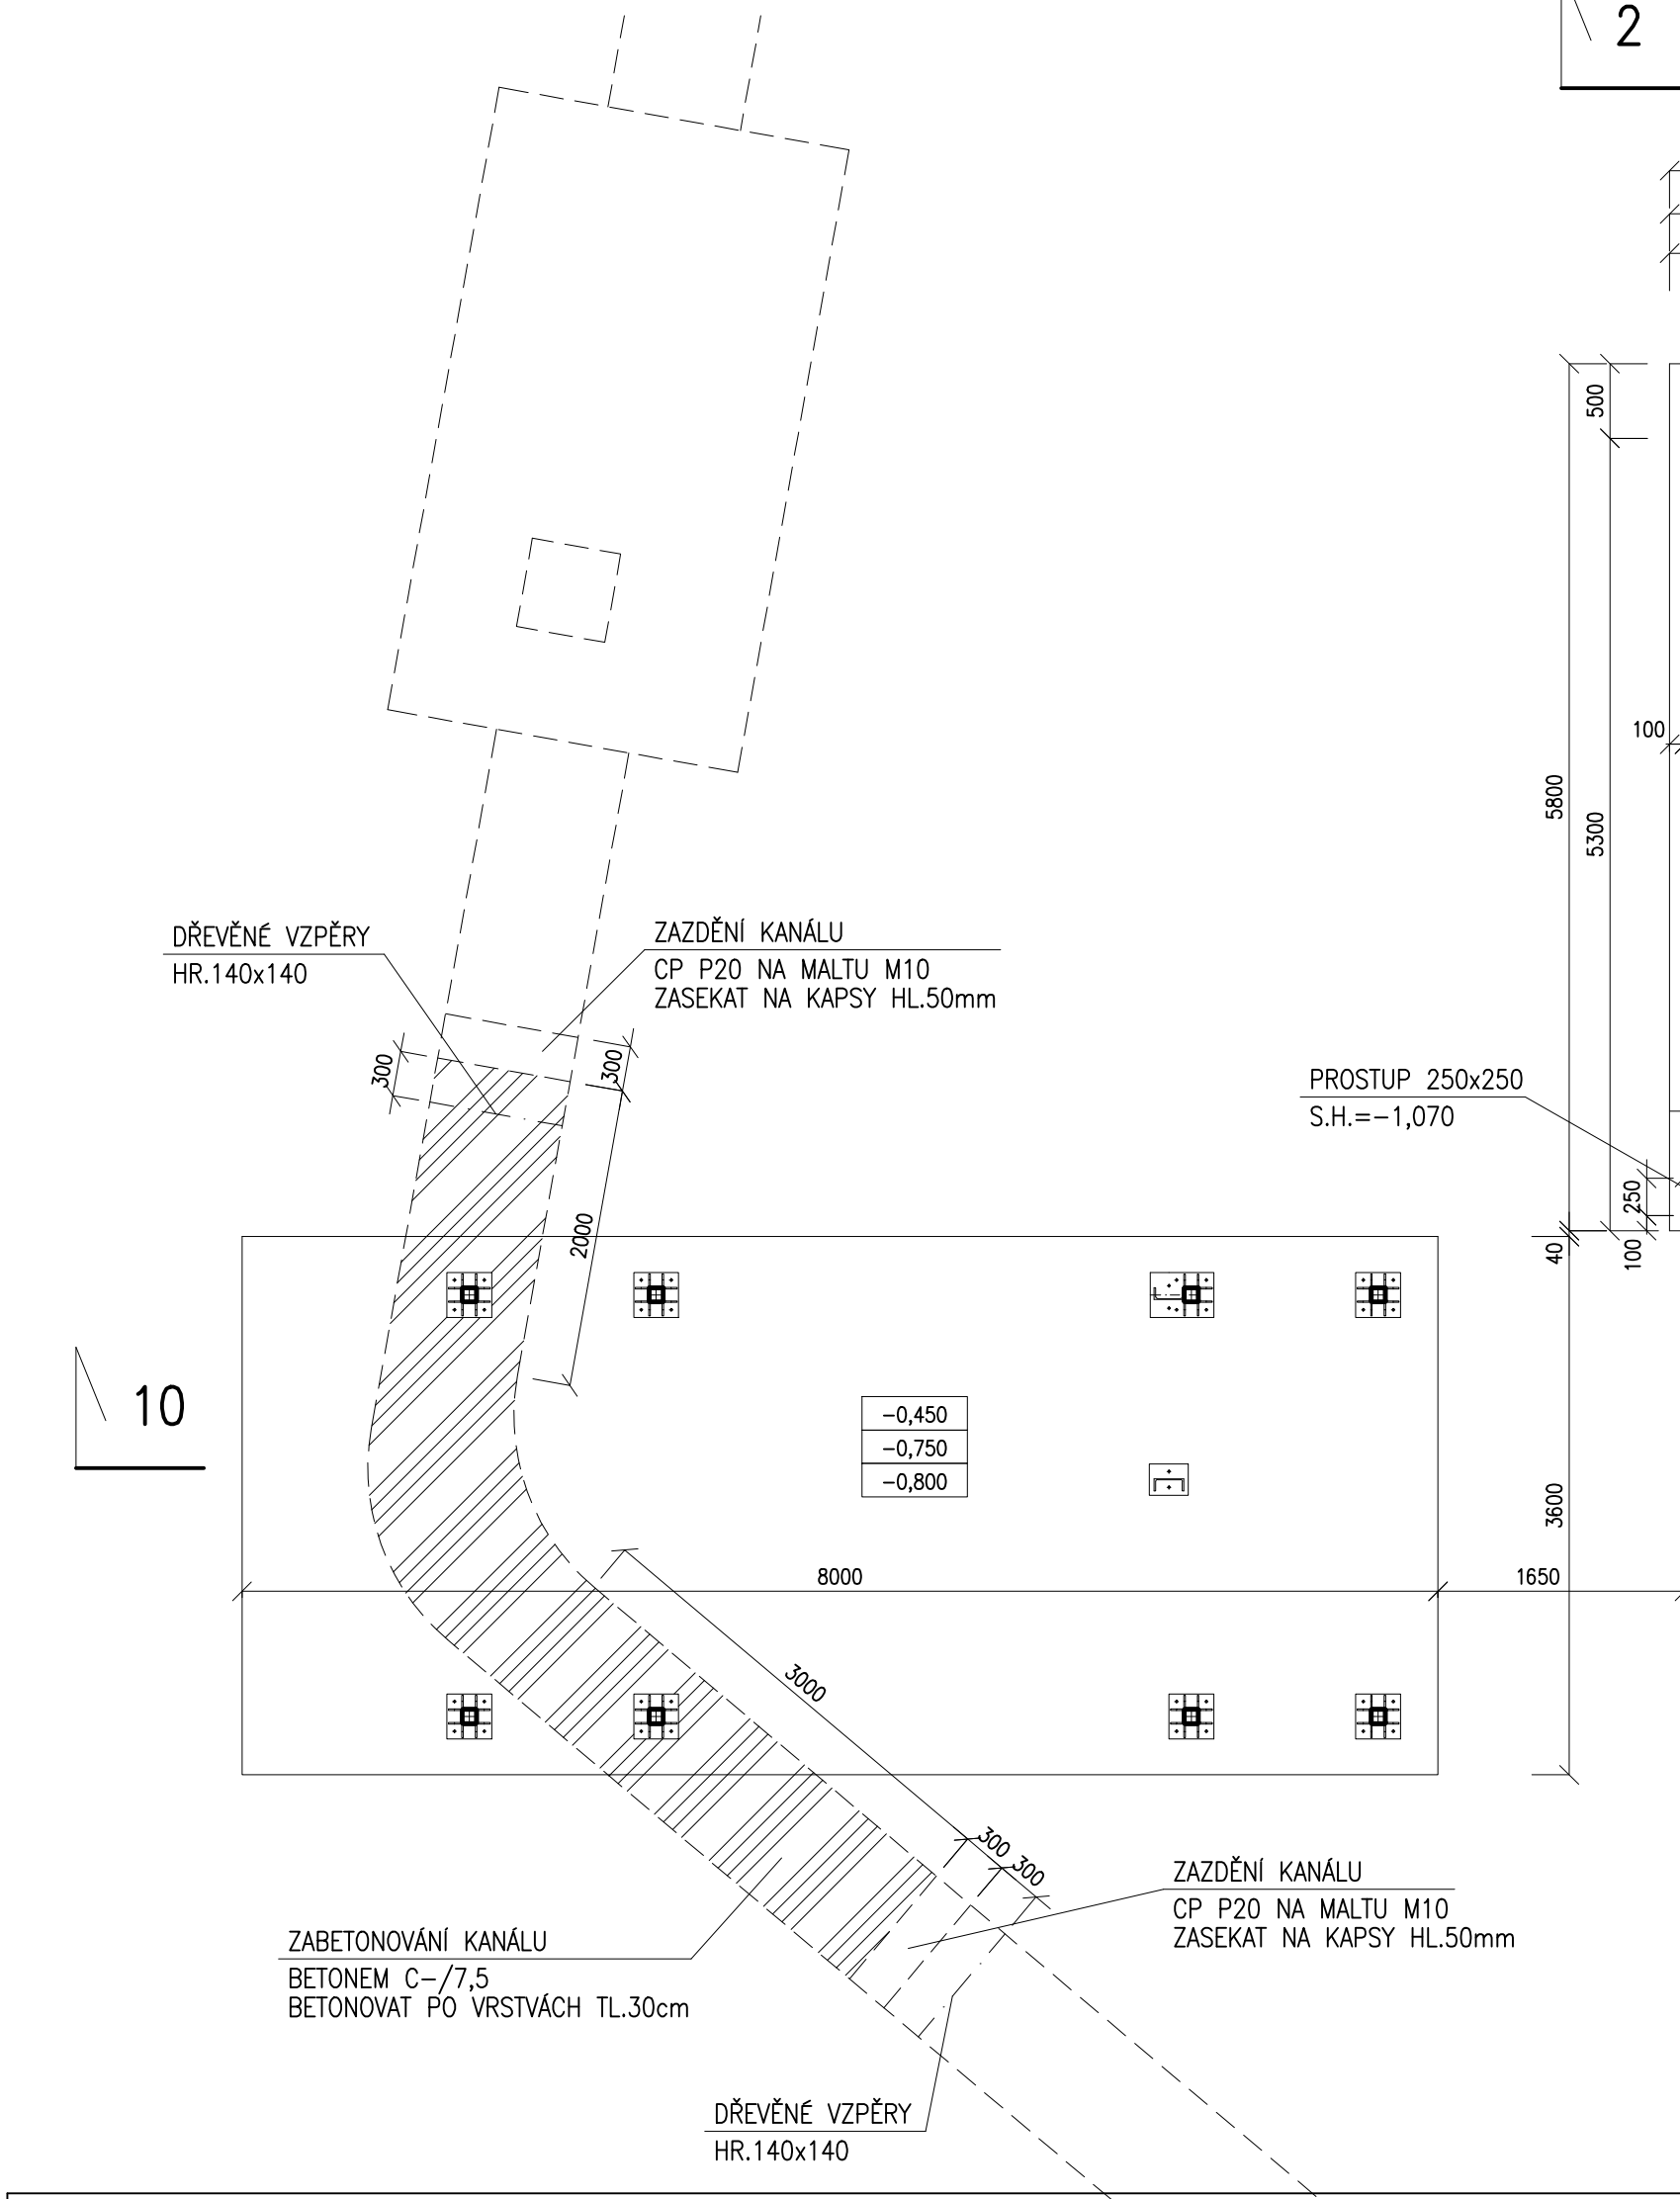 2
500
100
5800
5300
DŘEVĚNÉ VZPĚRY
HR.140x140
ZAZDĚNÍ KANÁLU
CP P20 NA MALTU M10
ZASEKAT NA KAPSY HL.50mm
300
300
PROSTUP 250x250
S.H.=-1,070
250
2000
40
100
10
-0,450
-0,750
-0,800
3600
8000
1650
3000
300
300
ZAZDĚNÍ KANÁLU
CP P20 NA MALTU M10
ZASEKAT NA KAPSY HL.50mm
ZABETONOVÁNÍ KANÁLU
BETONEM C-/7,5
BETONOVAT PO VRSTVÁCH TL.30cm
DŘEVĚNÉ VZPĚRY
HR.140x140